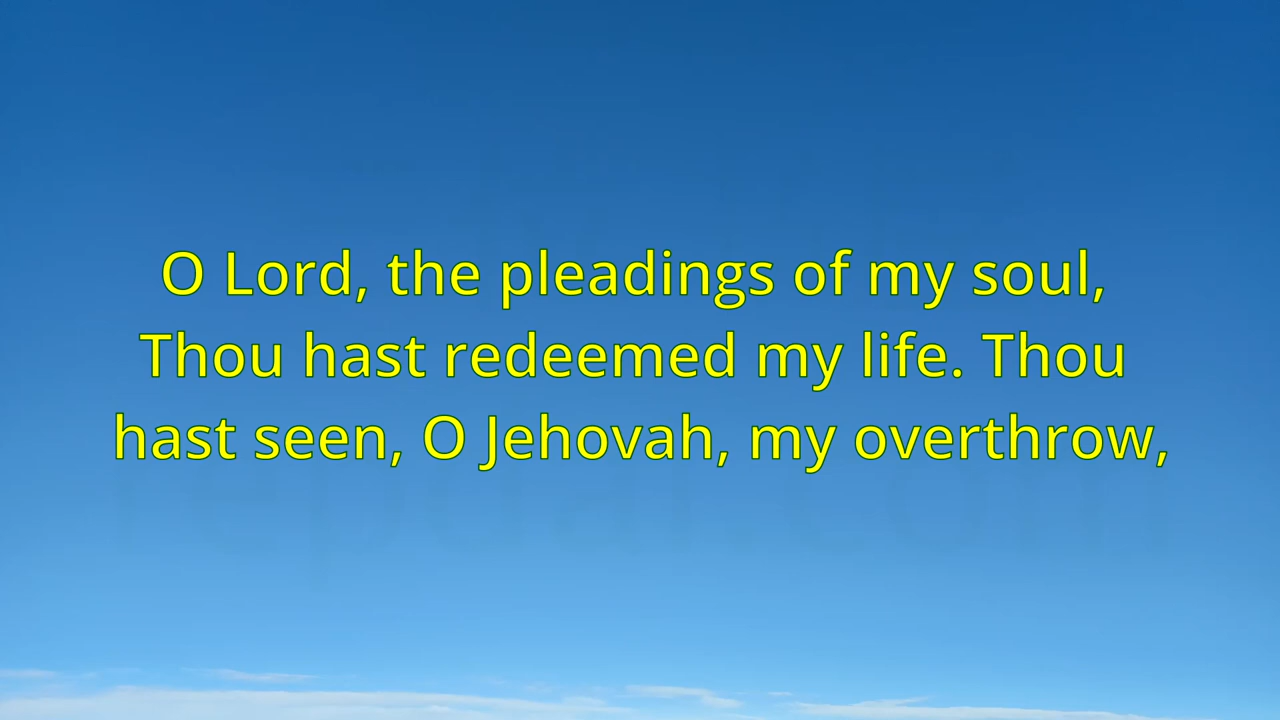 O Lord, the pleadings of my soul,
Thou hast redeemed my life. Thou
hast seen, O Jehovah, my overthrow,